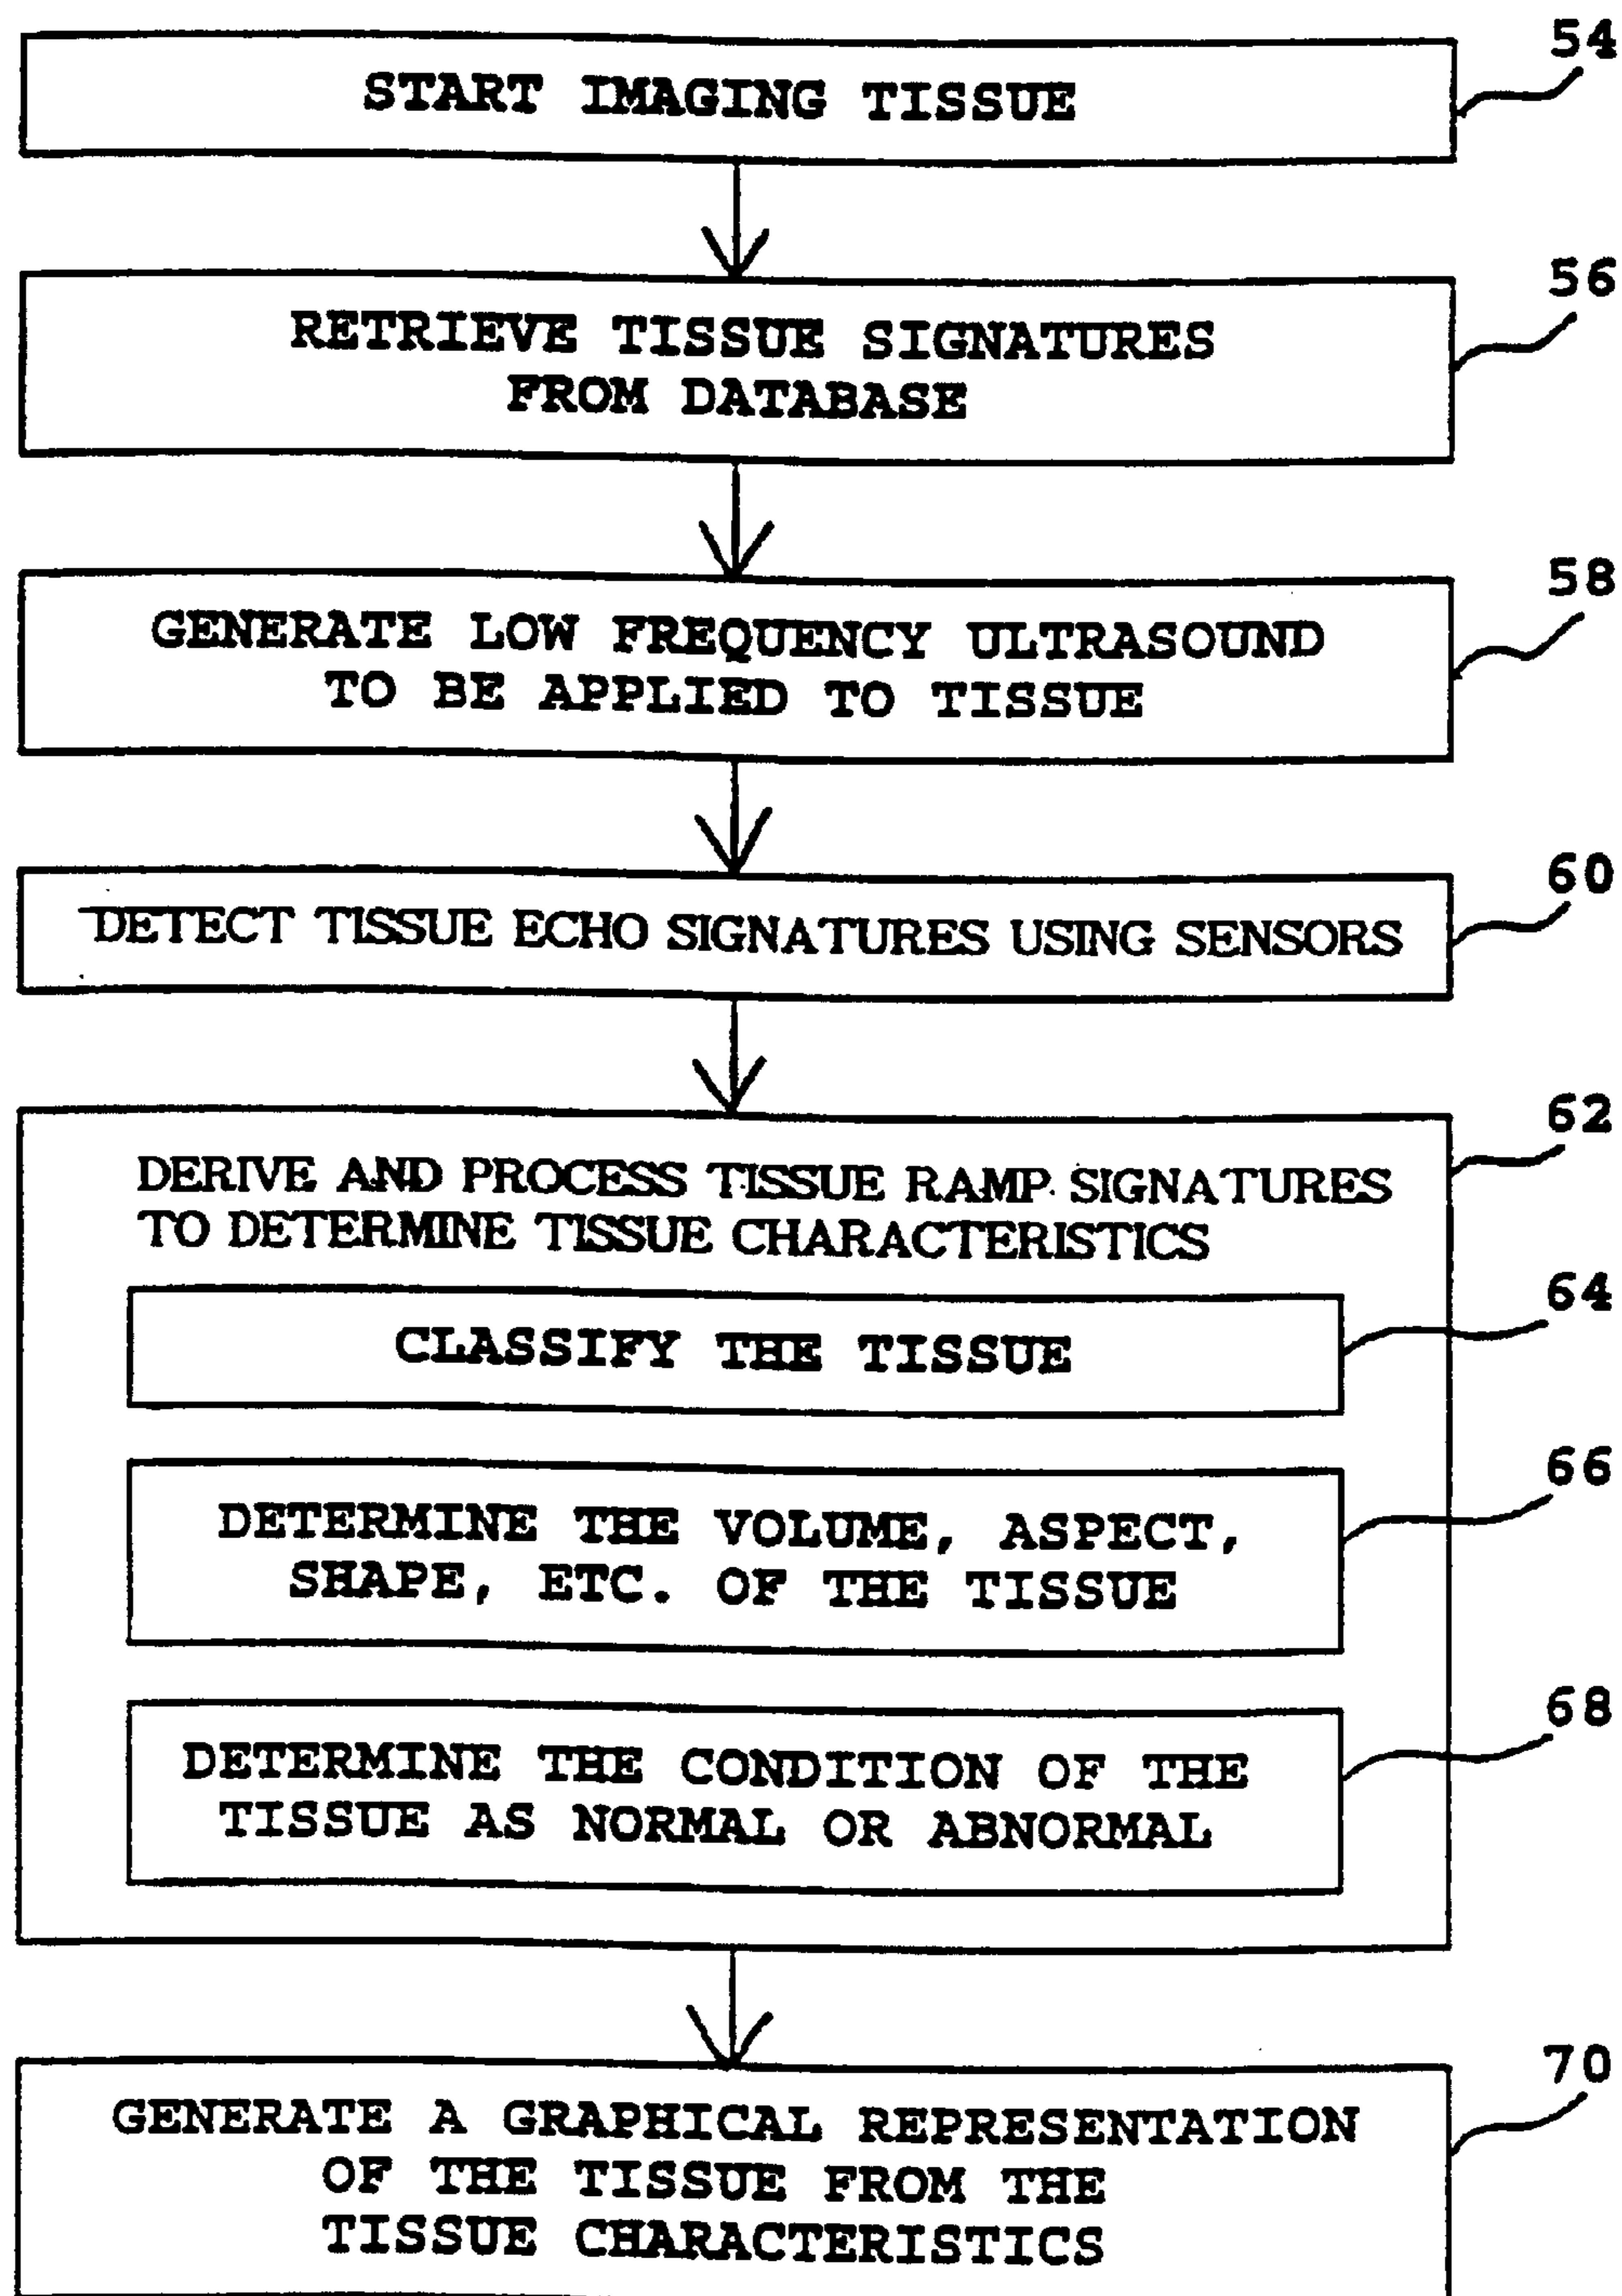 54
START IMAGING TISSUE
56
RETRIEVE TISSUE SIGNATURES
FROM DATABASE
58
GENERATE LOW FREQUENCY ULTRASOUND
TO BE APPLIED TO TISSUE
60
DETECT TISSUE ECHO SIGNATURES USING SENSORS
62
DERIVE AND PROCESS TISSUE RAMP SIGNATURES
TO DETERMINE TISSUE CHARACTERISTICS
64
CLASSIFY THE TISSUE
66
DETERMINE THE VOLUME, ASPECT,
SHAPE, ETC. OF THE TISSUE
68
DETERMINE THE CONDITION OF THE
TISSUE AS NORMAL OR ABNORMAL
70
GENERATE A GRAPHICAL REPRESENTATION
OF THE TISSUE FROM THE
TISSUE CHARACTERISTICS